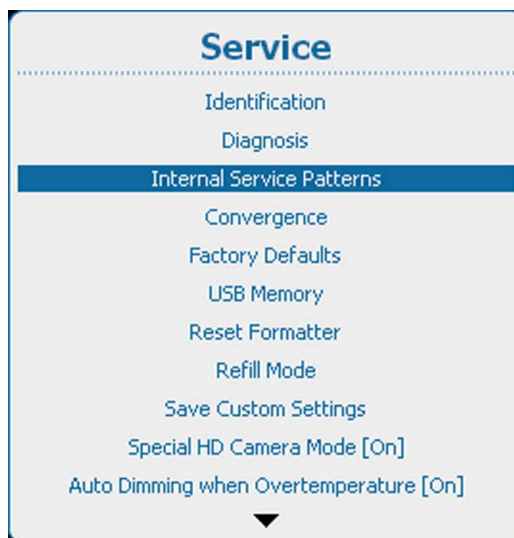 Service
Identification
Diagnosis
Internal Service Patterns
Convergence
Factory Defaults
USB Memory
Reset Formatter
Refill Mode
Save Custom Settings
Special HD Camera Mode [On]
Auto Dimming when Overtemperature [On]